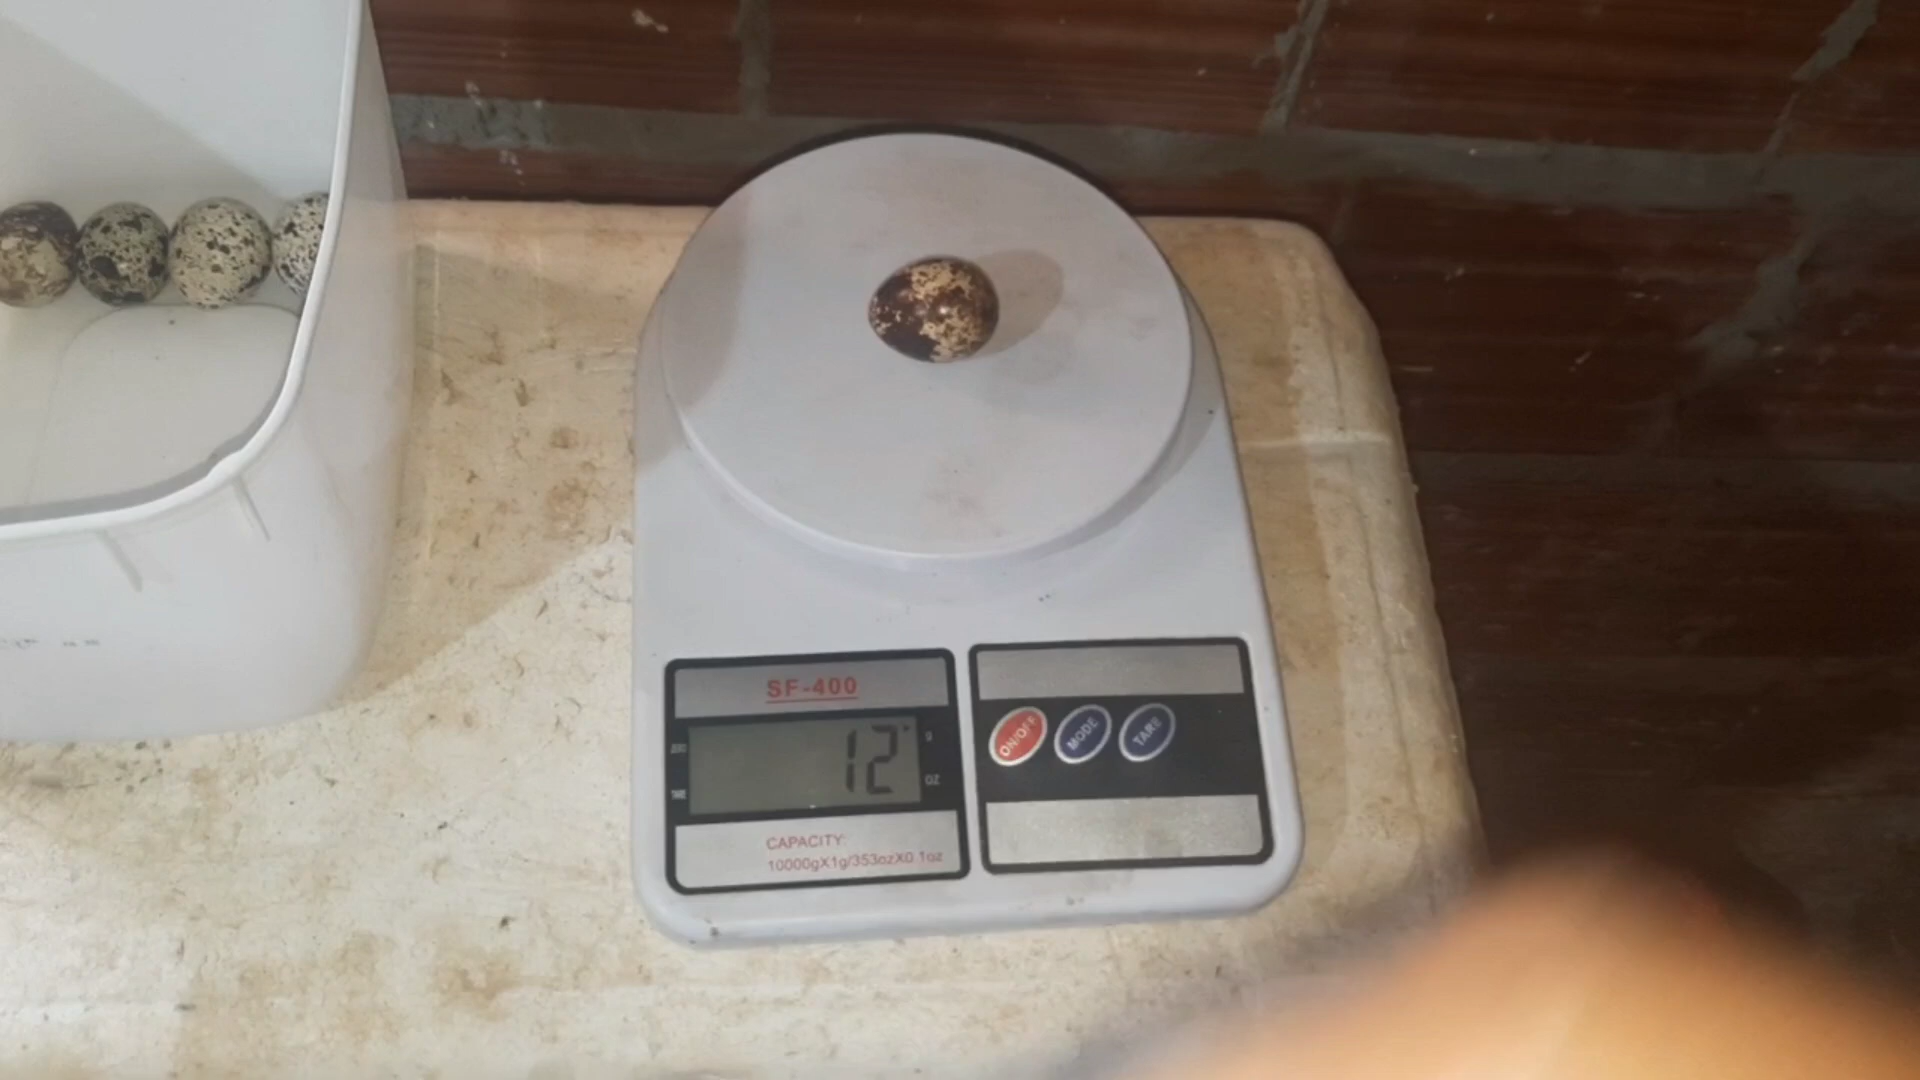 SF-400
12
g
OZ
ON/OFF
MODE
TARE
CAPACITY:
10000gX1g/353ozX0.1oz